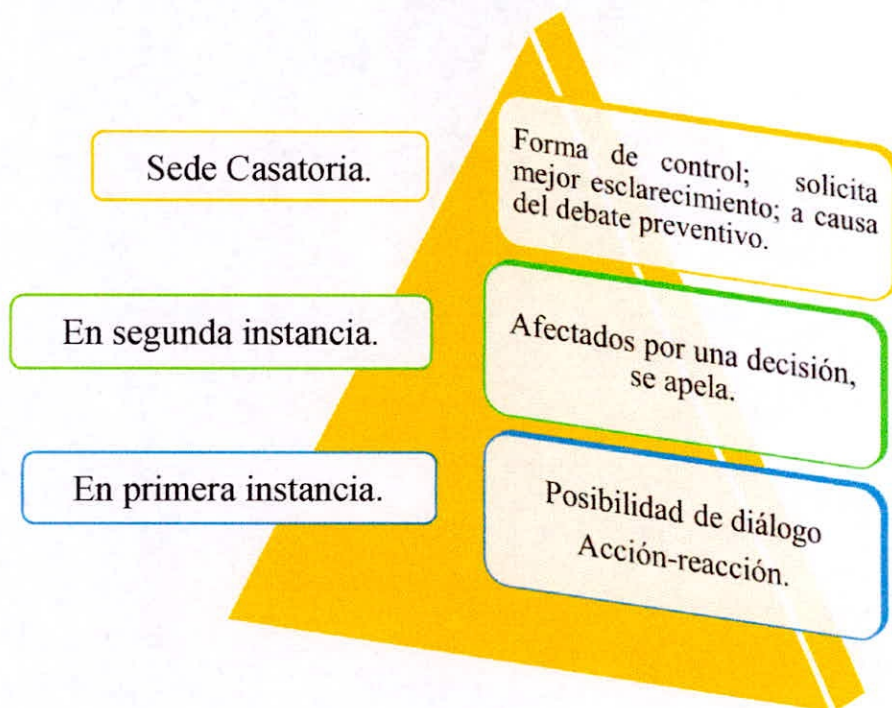 Sede Casatoria.
Forma de control; solicita
mejor esclarecimiento; a causa
del debate preventivo.
En segunda instancia.
Afectados por una decisión,
se apela.
En primera instancia.
Posibilidad de diálogo
Acción-reacción.